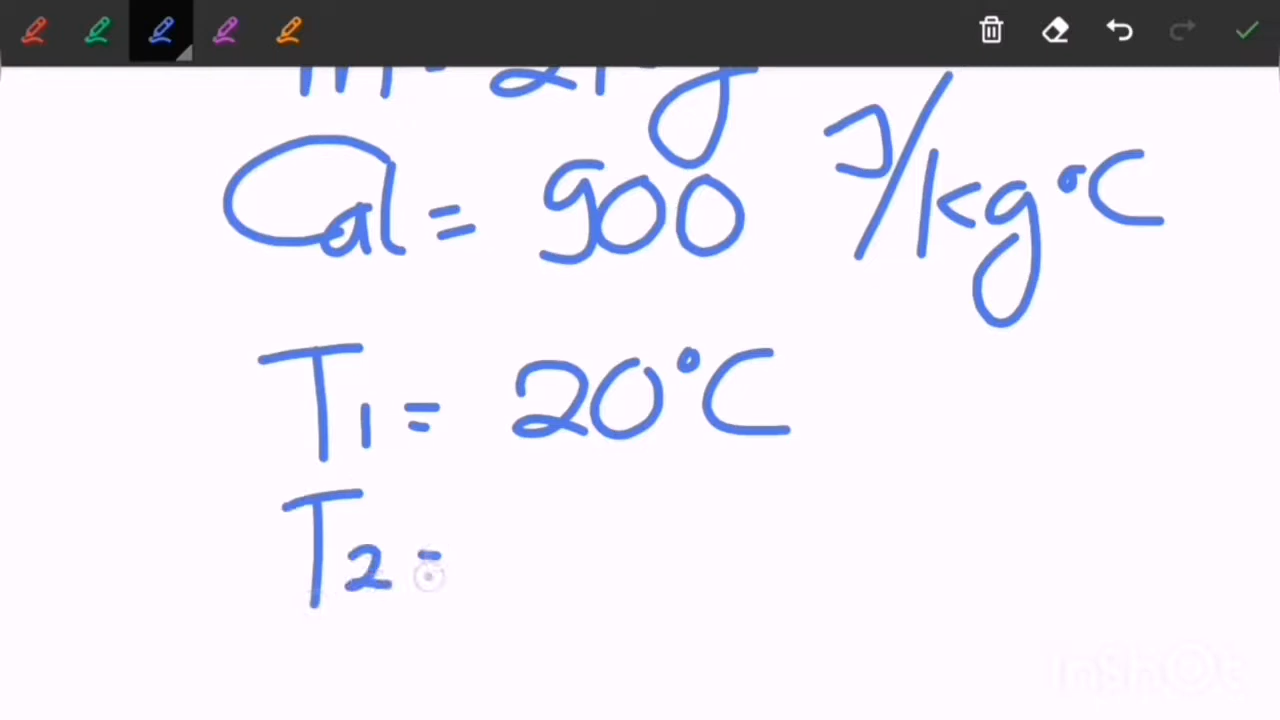 Cal = 900 J/kg°C
T1 = 20°C
T2 =